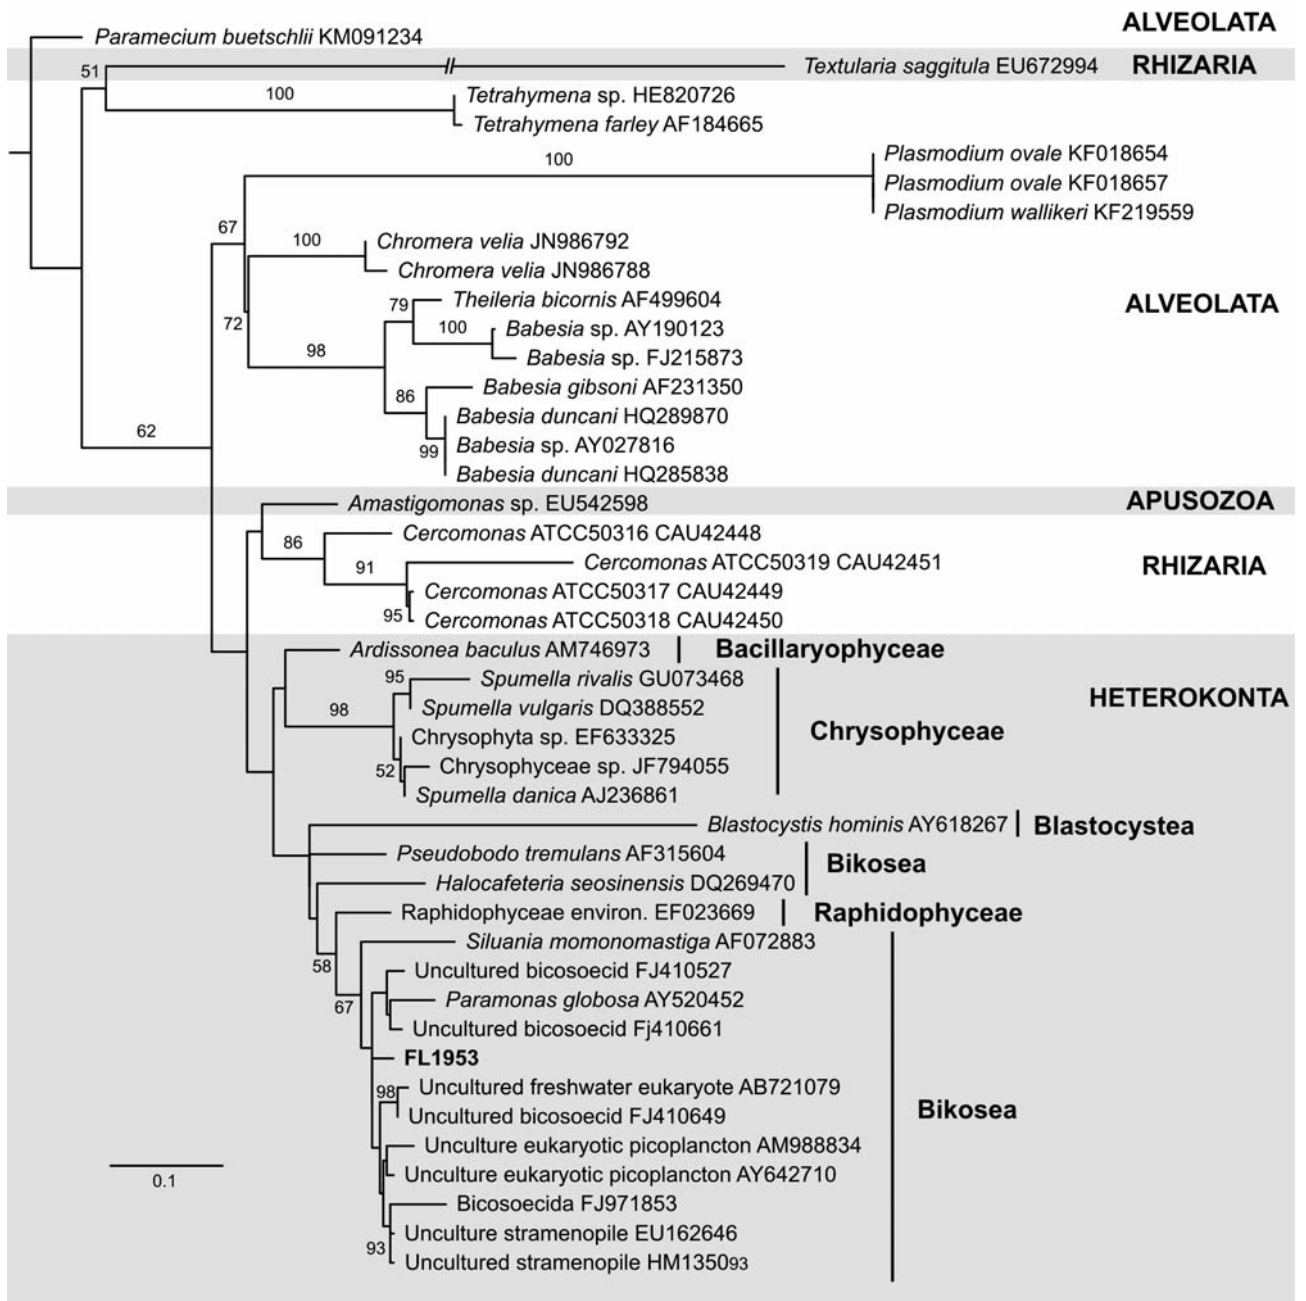 Paramecium buetschlii KM091234 ALVEOLATA
51 Textularia saggitula EU672994 RHIZARIA
100 Tetrahymena sp. HE820726
Tetrahymena farley AF184665
Plasmodium ovale KF018654
100 Plasmodium ovale KF018657
Plasmodium wallikeri KF219559
67 100 Chromera velia JN986792
Chromera velia JN986788
79 Theileria bicornis AF499604 ALVEOLATA
72 100 Babesia sp. AY190123
98 Babesia sp. FJ215873
86 Babesia gibsoni AF231350
Babesia duncani HQ289870
62 99 Babesia sp. AY027816
Babesia duncani HQ285838
Amastigomonas sp. EU542598 APUSOZOA
86 Cercomonas ATCC50316 CAU42448
91 Cercomonas ATCC50319 CAU42451 RHIZARIA
Cercomonas ATCC50317 CAU42449
95 Cercomonas ATCC50318 CAU42450
Ardissonea baculus AM746973 Bacillaryophyceae
95 Spumella rivalis GU073468 HETEROKONTA
98 Spumella vulgaris DQ388552
Chrysophyta sp. EF633325 Chrysophyceae
52 Chrysophyceae sp. JF794055
Spumella danica AJ236861
Blastocystis hominis AY618267 Blastocystea
Pseudobodo tremulans AF315604 Bikosea
Halocafeteria seosinensis DQ269470
Raphidophyceae environ. EF023669 Raphidophyceae
Siluania momonomastiga AF072883
58 Uncultured bicosoecid FJ410527
67 Paramonas globosa AY520452
Uncultured bicosoecid Fj410661
FL1953
98 Uncultured freshwater eukaryote AB721079
Uncultured bicosoecid FJ410649 Bikosea
Unculture eukaryotic picoplancton AM988834
0.1 Unculture eukaryotic picoplancton AY642710
Bicosoecida FJ971853
93 Unculture stramenopile EU162646
Uncultured stramenopile HM135093